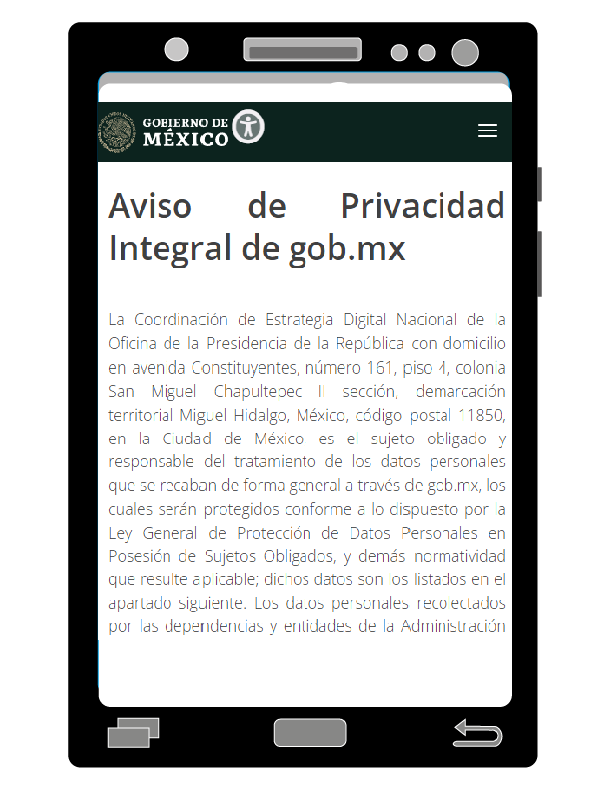 GOBIERNO DE
MÉXICO
Aviso de Privacidad
Integral de gob.mx
La Coordinación de Estrategia Digital Nacional de la
Oficina de la Presidencia de la República con domicilio
en avenida Constituyentes, número 161, piso 4, colonia
San Miguel Chapultepec II sección, demarcación
territorial Miguel Hidalgo, México, código postal 11850,
en la Ciudad de México es el sujeto obligado y
responsable del tratamiento de los datos personales
que se recaban de forma general a través de gob.mx, los
cuales serán protegidos conforme a lo dispuesto por la
Ley General de Protección de Datos Personales en
Posesión de Sujetos Obligados, y demás normatividad
que resulte aplicable; dichos datos son los listados en el
apartado siguiente. Los datos personales recolectados
por las dependencias y entidades de la Administración